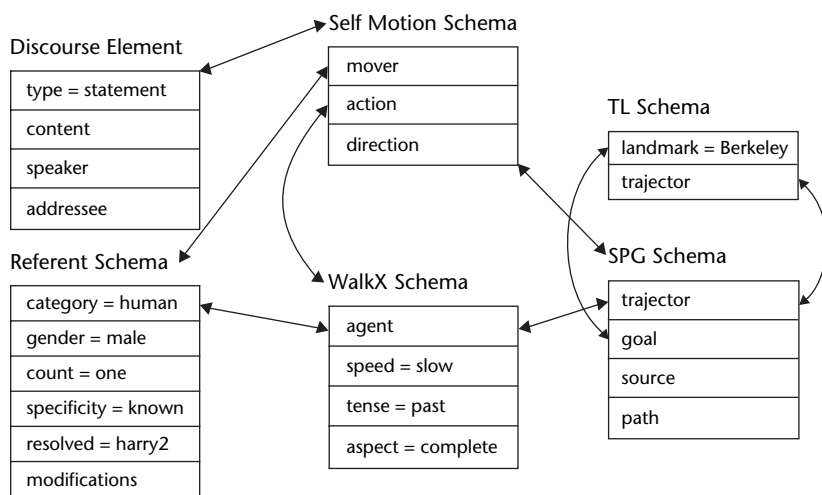 Discourse Element
type = statement
content
speaker
addressee
Self Motion Schema
mover
action
direction
TL Schema
landmark = Berkeley
trajector
Referent Schema
category = human
gender = male
count = one
specificity = known
resolved = harry2
modifications
WalkX Schema
agent
speed = slow
tense = past
aspect = complete
SPG Schema
trajector
goal
source
path